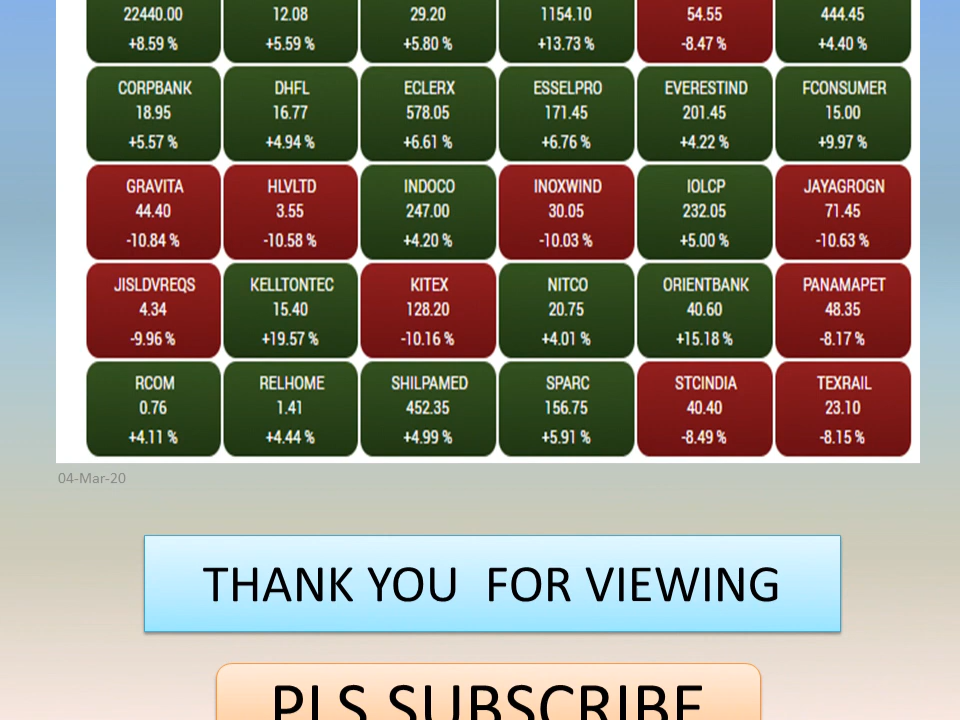 22440.00 12.08 29.20 1154.10 54.55 444.45
+8.59 % +5.59 % +5.80 % +13.73 % -8.47 % +4.40 %
CORPBANK DHFL ECLERX ESSELPRO EVERESTIND FCONSUMER
18.95 16.77 578.05 171.45 201.45 15.00
+5.57 % +4.94 % +6.61 % +6.76 % +4.22 % +9.97 %
GRAVITA HLVLTD INDOCO INOXWIND IOLCP JAYAGROGN
44.40 3.55 247.00 30.05 232.05 71.45
-10.84 % -10.58 % +4.20 % -10.03 % +5.00 % -10.63 %
JISLDVREQS KELLTONTEC KITEX NITCO ORIENTBANK PANAMAPET
4.34 15.40 128.20 20.75 40.60 48.35
-9.96 % +19.57 % -10.16 % +4.01 % +15.18 % -8.17 %
RCOM RELHOME SHILPAMED SPARC STCINDIA TEXRAIL
0.76 1.41 452.35 156.75 40.40 23.10
+4.11 % +4.44 % +4.99 % +5.91 % -8.49 % -8.15 %
04-Mar-20
THANK YOU FOR VIEWING
PLS SUBSCRIBE